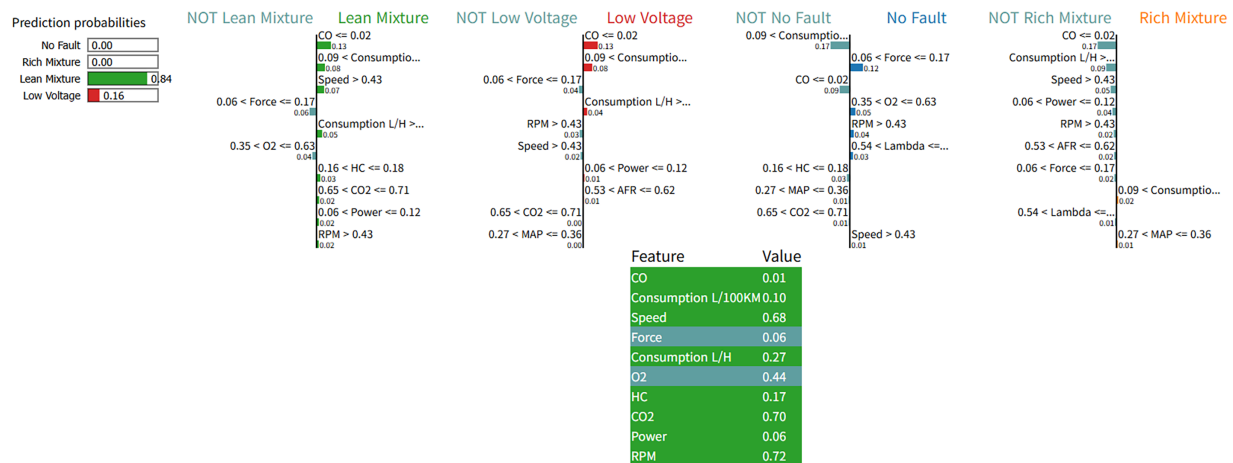 Prediction probabilities
No Fault 0.00
Rich Mixture 0.00
Lean Mixture 0.84
Low Voltage 0.16
NOT Lean Mixture Lean Mixture
CO <= 0.02
0.13
0.09 < Consumptio...
0.08
Speed > 0.43
0.07
0.06 < Force <= 0.17
0.06
Consumption L/H >...
0.05
0.35 < O2 <= 0.63
0.04
0.16 < HC <= 0.18
0.03
0.65 < CO2 <= 0.71
0.02
0.06 < Power <= 0.12
0.02
RPM > 0.43
0.02
NOT Low Voltage Low Voltage
CO <= 0.02
0.13
0.09 < Consumptio...
0.08
0.06 < Force <= 0.17
0.04
Consumption L/H >...
0.04
RPM > 0.43
0.03
Speed > 0.43
0.02
0.06 < Power <= 0.12
0.01
0.53 < AFR <= 0.62
0.01
0.65 < CO2 <= 0.71
0.00
0.27 < MAP <= 0.36
0.00
NOT No Fault No Fault
0.09 < Consumptio...
0.17
0.06 < Force <= 0.17
0.12
CO <= 0.02
0.09
0.35 < O2 <= 0.63
0.05
RPM > 0.43
0.04
0.54 < Lambda <=...
0.03
0.16 < HC <= 0.18
0.03
0.27 < MAP <= 0.36
0.01
0.65 < CO2 <= 0.71
0.01
Speed > 0.43
0.01
NOT Rich Mixture Rich Mixture
CO <= 0.02
0.17
Consumption L/H >...
0.09
Speed > 0.43
0.05
0.06 < Power <= 0.12
0.04
RPM > 0.43
0.02
0.53 < AFR <= 0.62
0.02
0.06 < Force <= 0.17
0.02
0.09 < Consumptio...
0.02
0.54 < Lambda <=...
0.01
0.27 < MAP <= 0.36
0.01
Feature Value
CO 0.01
Consumption L/100KM 0.10
Speed 0.68
Force 0.06
Consumption L/H 0.27
O2 0.44
HC 0.17
CO2 0.70
Power 0.06
RPM 0.72